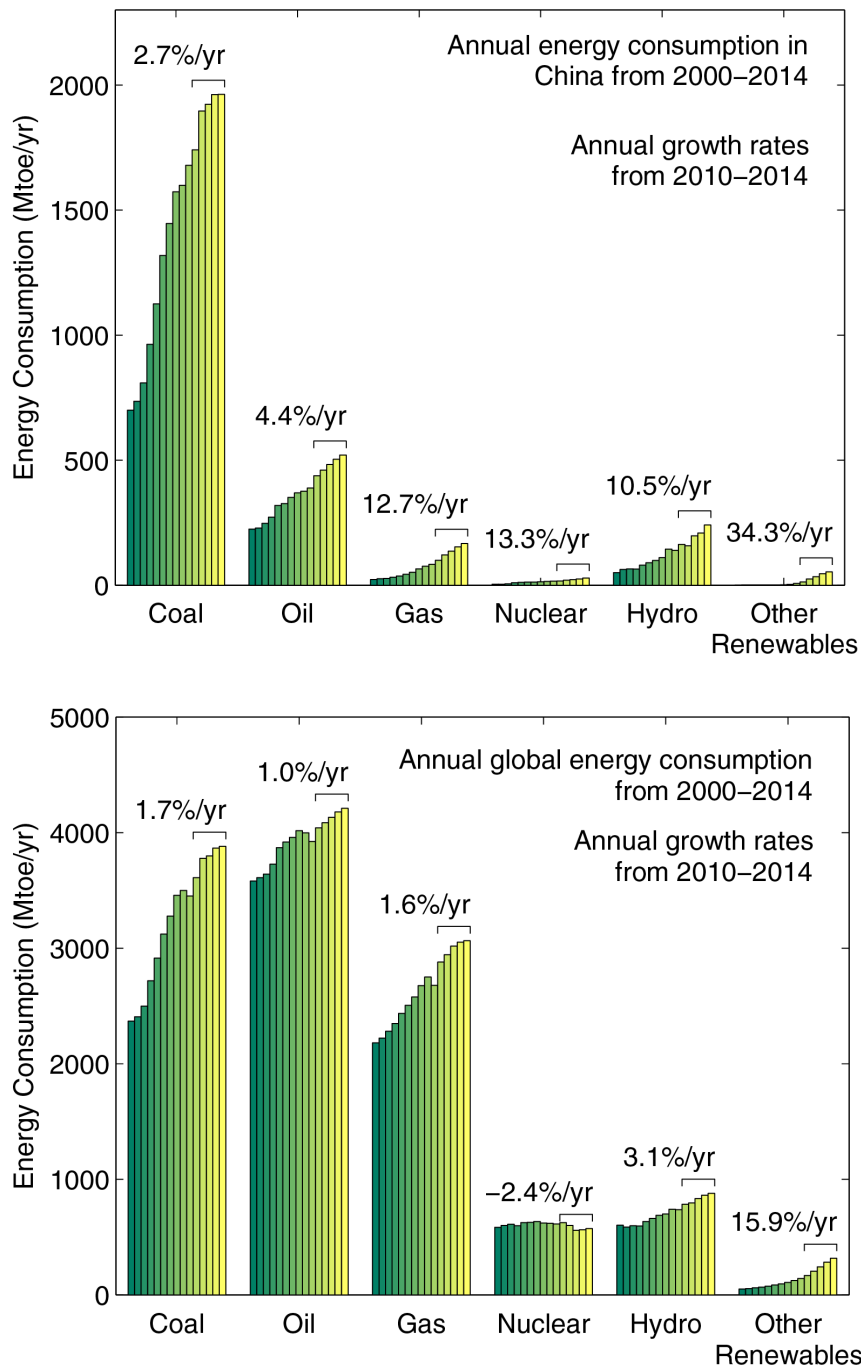 2.7%/yr
Annual energy consumption in
China from 2000−2014
Annual growth rates
from 2010−2014
Energy Consumption (Mtoe/yr)
2000
1500
1000
500
0
4.4%/yr
12.7%/yr
13.3%/yr
10.5%/yr
34.3%/yr
Coal
Oil
Gas
Nuclear
Hydro
Other
Renewables
5000
4000
3000
2000
1000
0
Energy Consumption (Mtoe/yr)
Annual global energy consumption
from 2000−2014
Annual growth rates
from 2010−2014
1.7%/yr
1.0%/yr
1.6%/yr
−2.4%/yr
3.1%/yr
15.9%/yr
Coal
Oil
Gas
Nuclear
Hydro
Other
Renewables